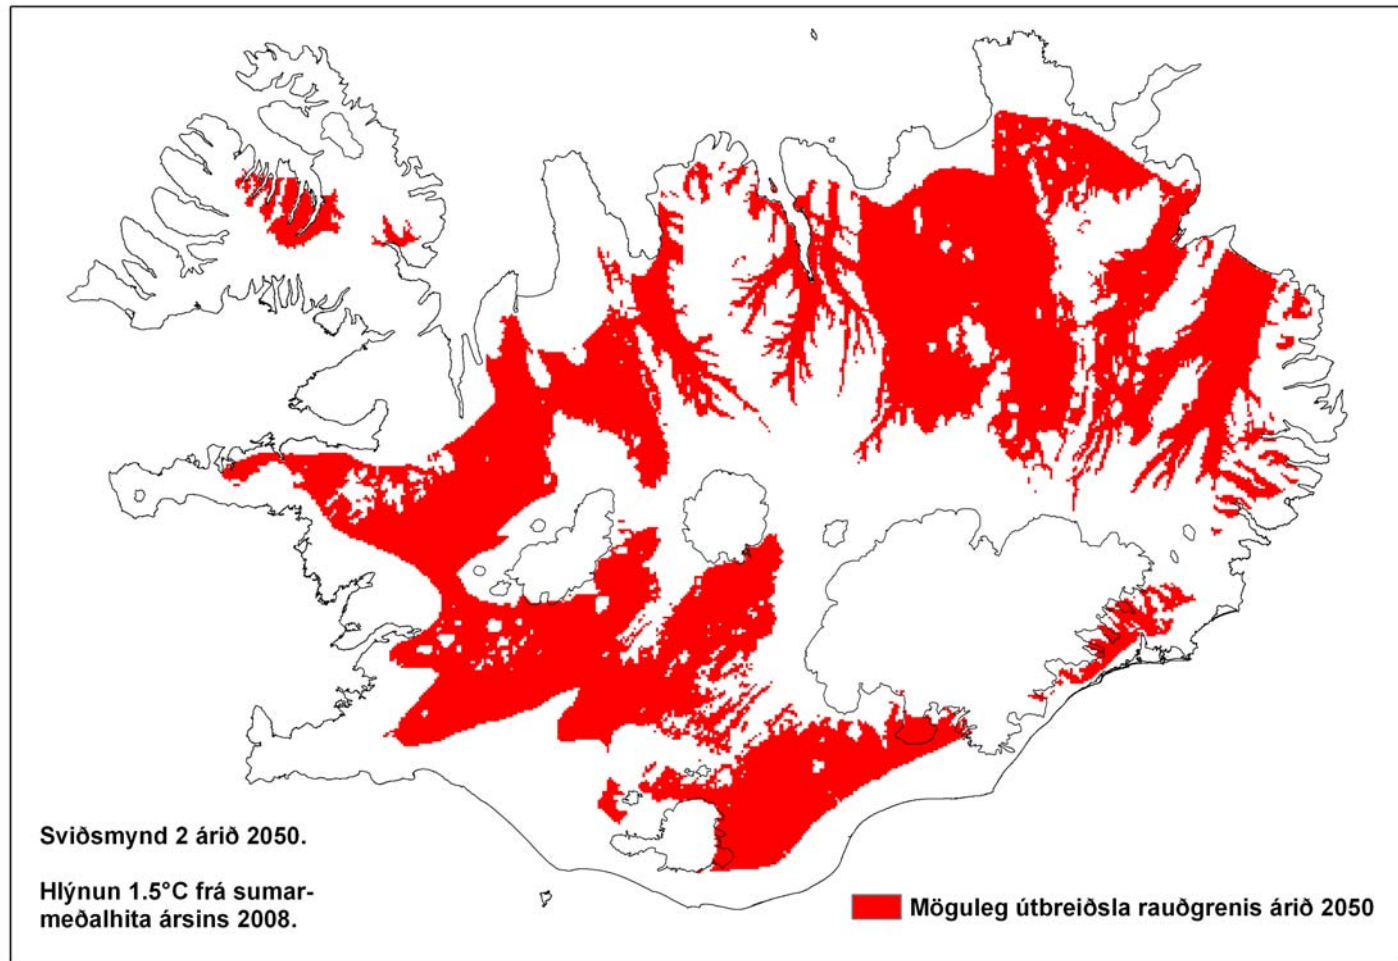 Sviðsmynd 2 árið 2050.
Hlýnun 1.5°C frá sumar-
meðalhita ársins 2008.
Möguleg útbreiðsla rauðgrenis árið 2050